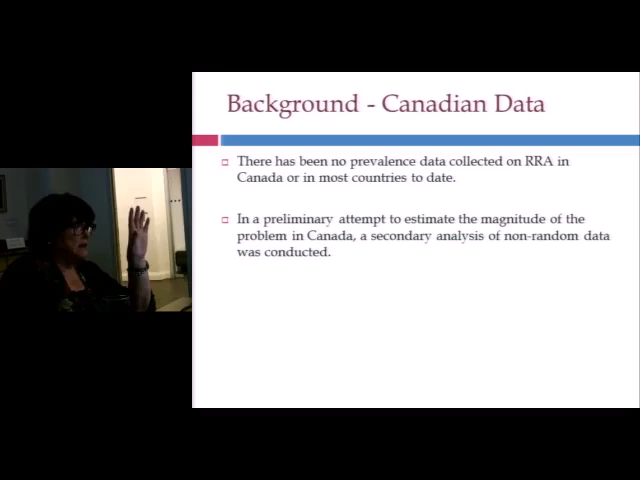 Background - Canadian Data
There has been no prevalence data collected on RRA in
Canada or in most countries to date.
In a preliminary attempt to estimate the magnitude of the
problem in Canada, a secondary analysis of non-random data
was conducted.